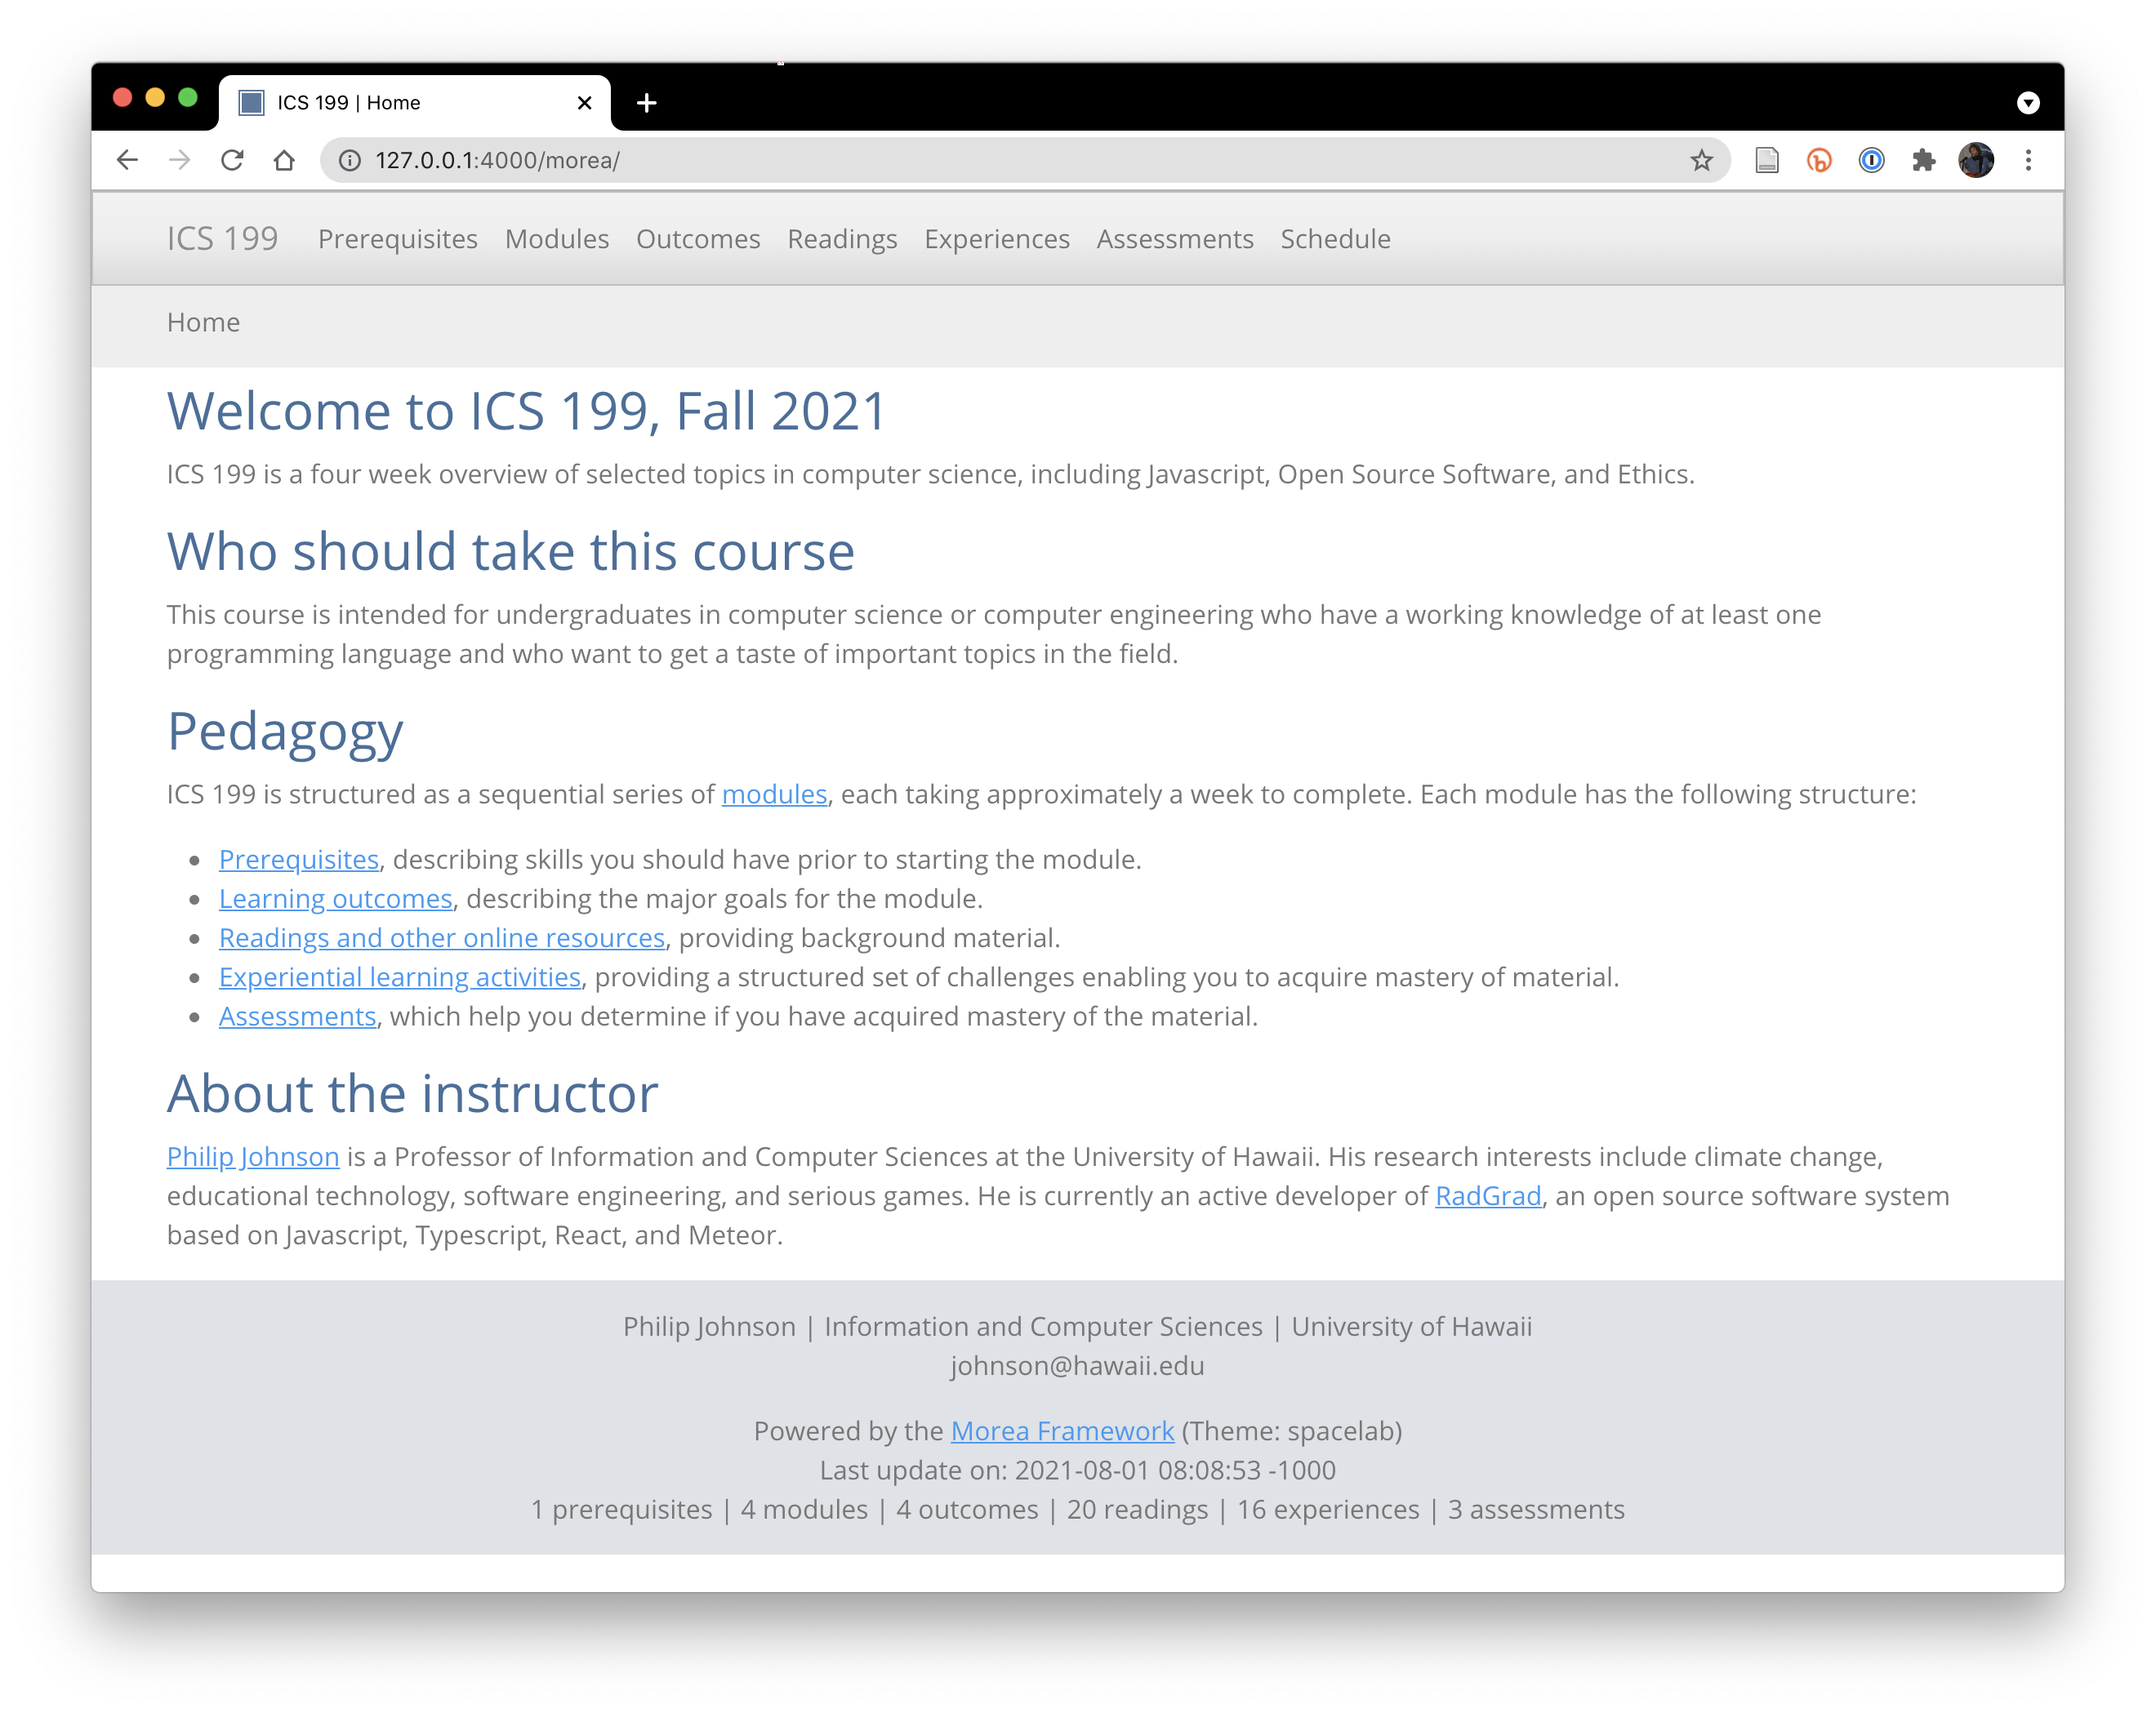 ICS 199 | Home
127.0.0.1:4000/morea/
ICS 199 Prerequisites Modules Outcomes Readings Experiences Assessments Schedule
Home
Welcome to ICS 199, Fall 2021
ICS 199 is a four week overview of selected topics in computer science, including Javascript, Open Source Software, and Ethics.
Who should take this course
This course is intended for undergraduates in computer science or computer engineering who have a working knowledge of at least one
programming language and who want to get a taste of important topics in the field.
Pedagogy
ICS 199 is structured as a sequential series of modules, each taking approximately a week to complete. Each module has the following structure:
• Prerequisites, describing skills you should have prior to starting the module.
• Learning outcomes, describing the major goals for the module.
• Readings and other online resources, providing background material.
• Experiential learning activities, providing a structured set of challenges enabling you to acquire mastery of material.
• Assessments, which help you determine if you have acquired mastery of the material.
About the instructor
Philip Johnson is a Professor of Information and Computer Sciences at the University of Hawaii. His research interests include climate change,
educational technology, software engineering, and serious games. He is currently an active developer of RadGrad, an open source software system
based on Javascript, Typescript, React, and Meteor.
Philip Johnson | Information and Computer Sciences | University of Hawaii
johnson@hawaii.edu
Powered by the Morea Framework (Theme: spacelab)
Last update on: 2021-08-01 08:08:53 -1000
1 prerequisites | 4 modules | 4 outcomes | 20 readings | 16 experiences | 3 assessments